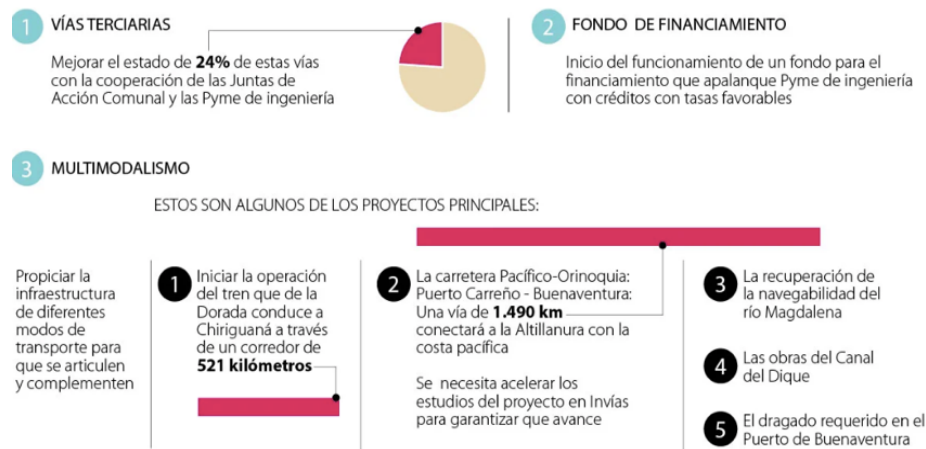 1 VÍAS TERCIARIAS
Mejorar el estado de 24% de estas vías
con la cooperación de las Juntas de
Acción Comunal y las Pyme de ingeniería
2 FONDO DE FINANCIAMIENTO
Inicio del funcionamiento de un fondo para el
financiamiento que apalanque Pyme de ingeniería
con créditos con tasas favorables
3 MULTIMODALISMO
ESTOS SON ALGUNOS DE LOS PROYECTOS PRINCIPALES:
Propiciar la
infraestructura
de diferentes
modos de
transporte para
que se articulen
y complementen
1 Iniciar la operación
del tren que de la
Dorada conduce a
Chiriguaná a través
de un corredor de
521 kilómetros
2 La carretera Pacífico-Orinoquia:
Puerto Carreño - Buenaventura:
Una vía de 1.490 km
conectará a la Altillanura con la
costa pacífica
Se necesita acelerar los
estudios del proyecto en Invías
para garantizar que avance
3 La recuperación de
la navegabilidad del
río Magdalena
4 Las obras del Canal
del Dique
5 El dragado requerido en el
Puerto de Buenaventura